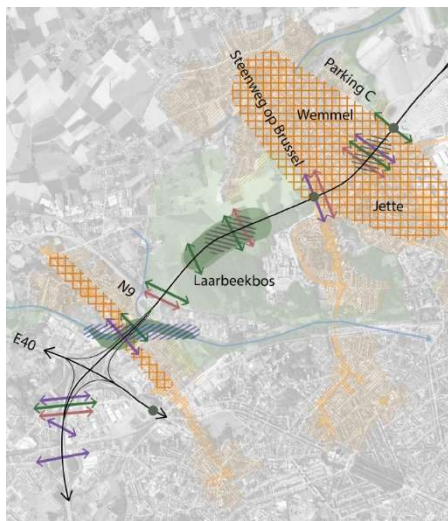 Parking C
Steenweg op Brussel
Wemmel
Jette
Laarbeekbos
N9
E40